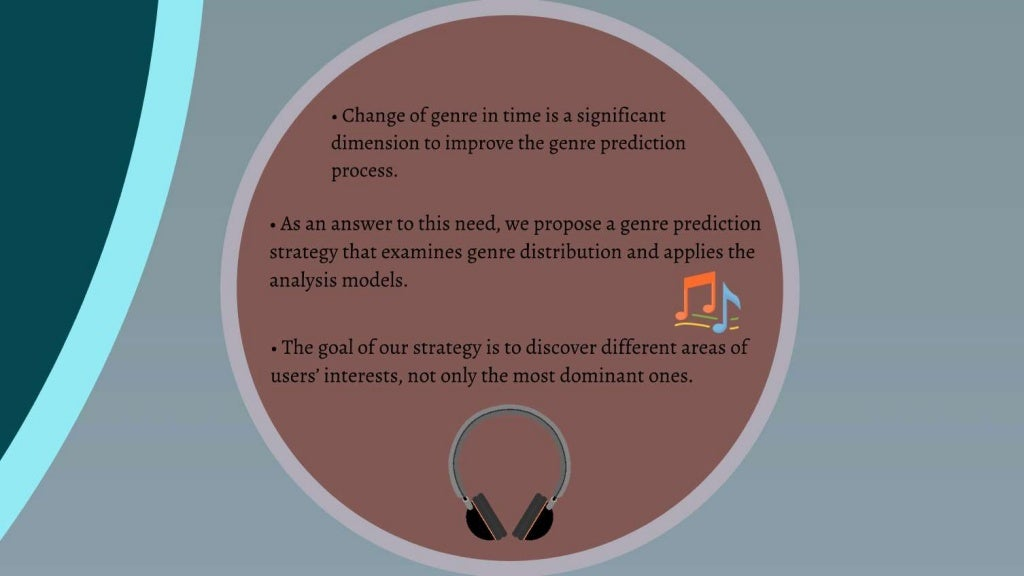 • Change of genre in time is a significant
dimension to improve the genre prediction
process.
• As an answer to this need, we propose a genre prediction
strategy that examines genre distribution and applies the
analysis models.
• The goal of our strategy is to discover different areas of
users’ interests, not only the most dominant ones.